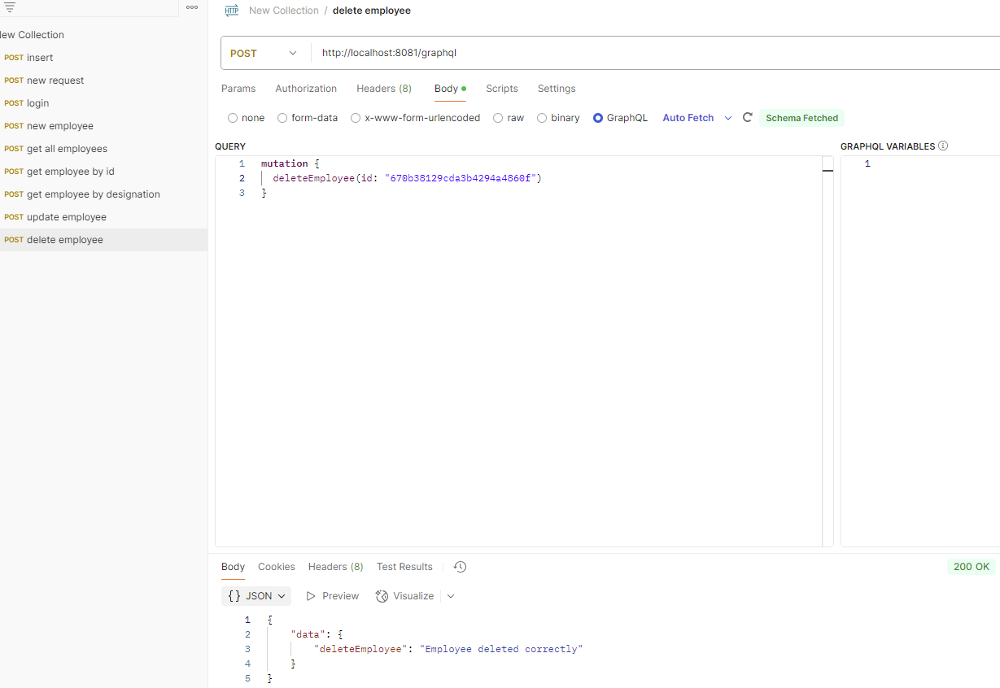 New Collection / delete employee
ew Collection
POST insert
POST new request
POST login
POST new employee
POST get all employees
POST get employee by id
POST get employee by designation
POST update employee
POST delete employee
HTTP
POST http://localhost:8081/graphql
Params Authorization Headers (8) Body Scripts Settings
none form-data x-www-form-urlencoded raw binary GraphQL Auto Fetch Schema Fetched
QUERY
1 mutation {
2 deleteEmployee(id: "670b38129cda3b4294a4860f")
3 }
GRAPHQL VARIABLES
1
Body Cookies Headers (8) Test Results 200 OK
{} JSON Preview Visualize
1 {
2 "data": {
3 "deleteEmployee": "Employee deleted correctly"
4 }
5 }